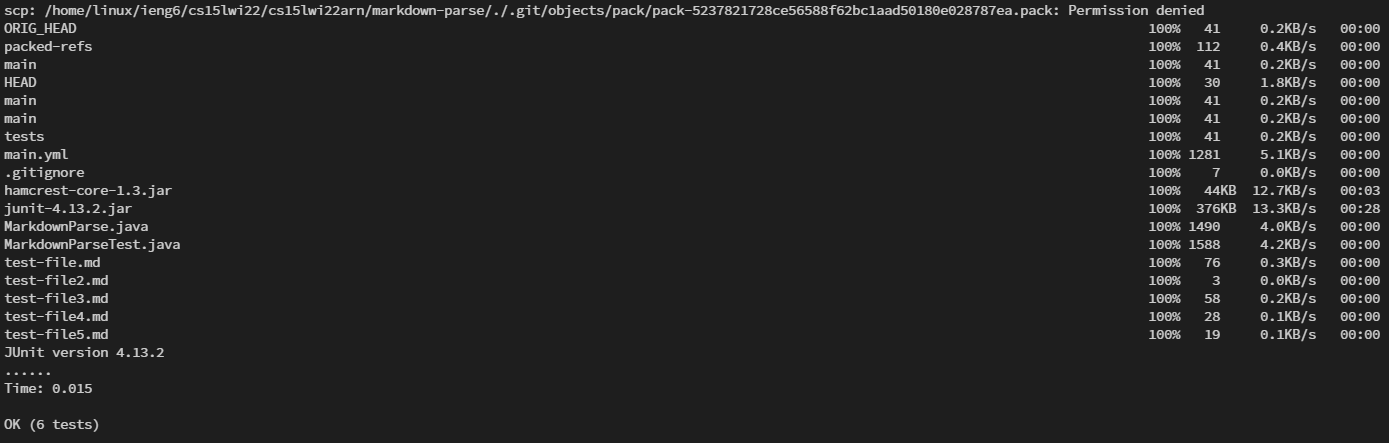 scp: /home/linux/ieng6/cs15lwi22/cs15lwi22arn/markdown-parse/./.git/objects/pack/pack-5237821728ce56588f62bc1aad50180e028787ea.pack: Permission denied
ORIG_HEAD 100% 41 0.2KB/s 00:00
packed-refs 100% 112 0.4KB/s 00:00
main 100% 41 0.2KB/s 00:00
HEAD 100% 30 1.8KB/s 00:00
main 100% 41 0.2KB/s 00:00
main 100% 41 0.2KB/s 00:00
tests 100% 41 0.2KB/s 00:00
main.yml 100% 1281 5.1KB/s 00:00
.gitignore 100% 7 0.0KB/s 00:00
hamcrest-core-1.3.jar 100% 44KB 12.7KB/s 00:03
junit-4.13.2.jar 100% 376KB 13.3KB/s 00:28
MarkdownParse.java 100% 1490 4.0KB/s 00:00
MarkdownParseTest.java 100% 1588 4.2KB/s 00:00
test-file.md 100% 76 0.3KB/s 00:00
test-file2.md 100% 3 0.0KB/s 00:00
test-file3.md 100% 58 0.2KB/s 00:00
test-file4.md 100% 28 0.1KB/s 00:00
test-file5.md 100% 19 0.1KB/s 00:00
JUnit version 4.13.2
......
Time: 0.015
OK (6 tests)